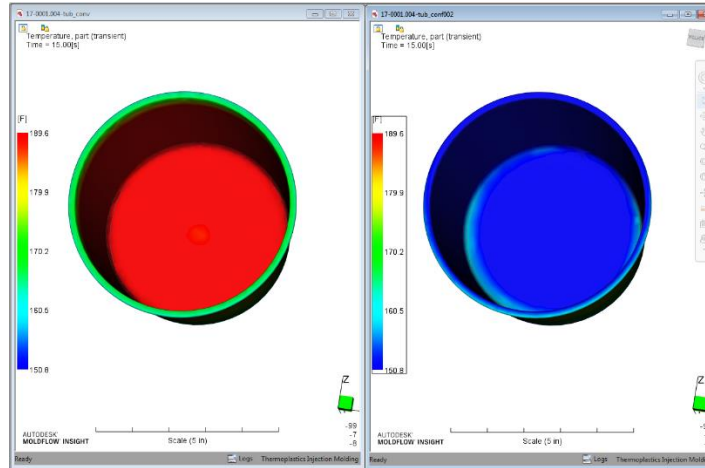 17-0001.004-tub_conv
Temperature, part (transient)
Time = 15.00[s]
[F]
189.6
179.9
170.2
160.5
150.8
Z
-99
-7
-8
AUTODESK'
MOLDFLOW INSIGHT
Scale (5 in)
Ready
Logs
Thermoplastics Injection Molding
17-0001.004-tub_conf002
Temperature, part (transient)
Time = 15.00[s]
[F]
189.6
179.9
170.2
160.5
150.8
Z
AUTODESK'
MOLDFLOW INSIGHT
Scale (5 in)
Ready
Logs
Thermoplastics Injection Molding